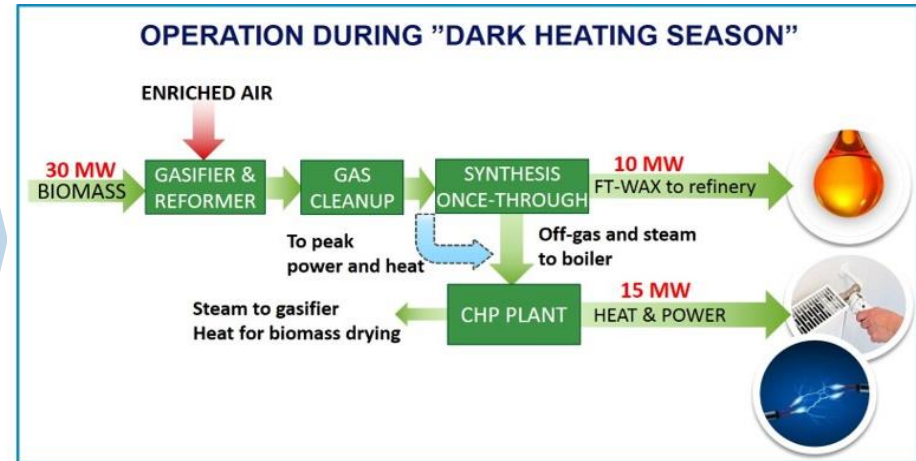 OPERATION DURING ”DARK HEATING SEASON”
ENRICHED AIR
30 MW
BIOMASS
GASIFIER &
REFORMER
GAS
CLEANUP
SYNTHESIS
ONCE-THROUGH
10 MW
FT-WAX to refinery
To peak
power and heat
Off-gas and steam
to boiler
Steam to gasifier
Heat for biomass drying
CHP PLANT
15 MW
HEAT & POWER